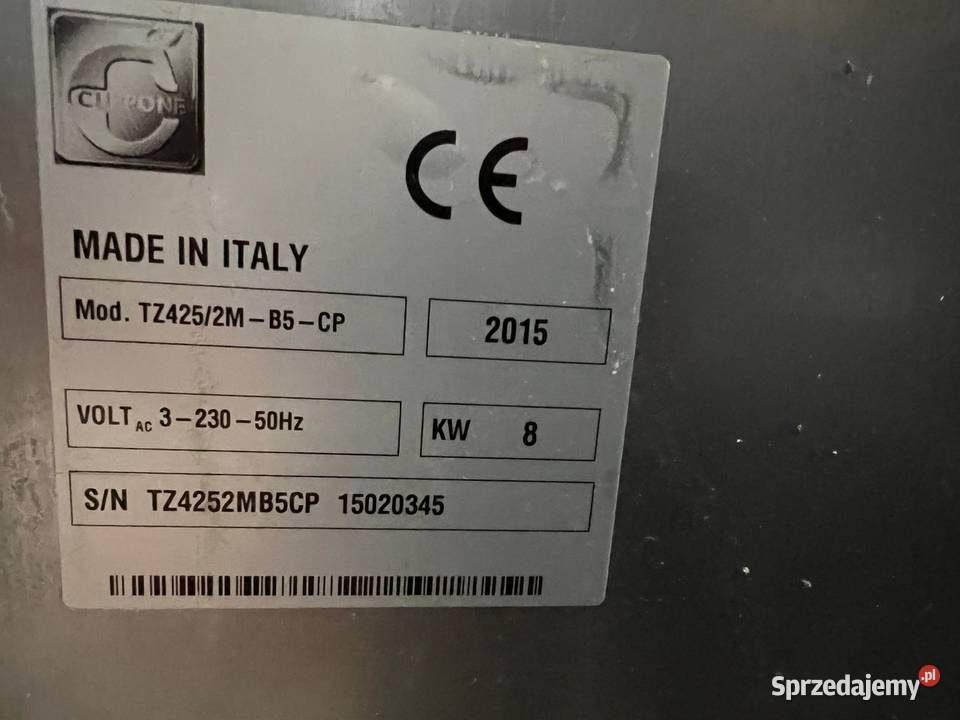 CUPPONE
CE
MADE IN ITALY
Mod. TZ425/2M-B5-CP
2015
VOLT AC 3-230-50Hz
KW 8
S/N TZ4252MB5CP 15020345
Sprzedajemy.pl